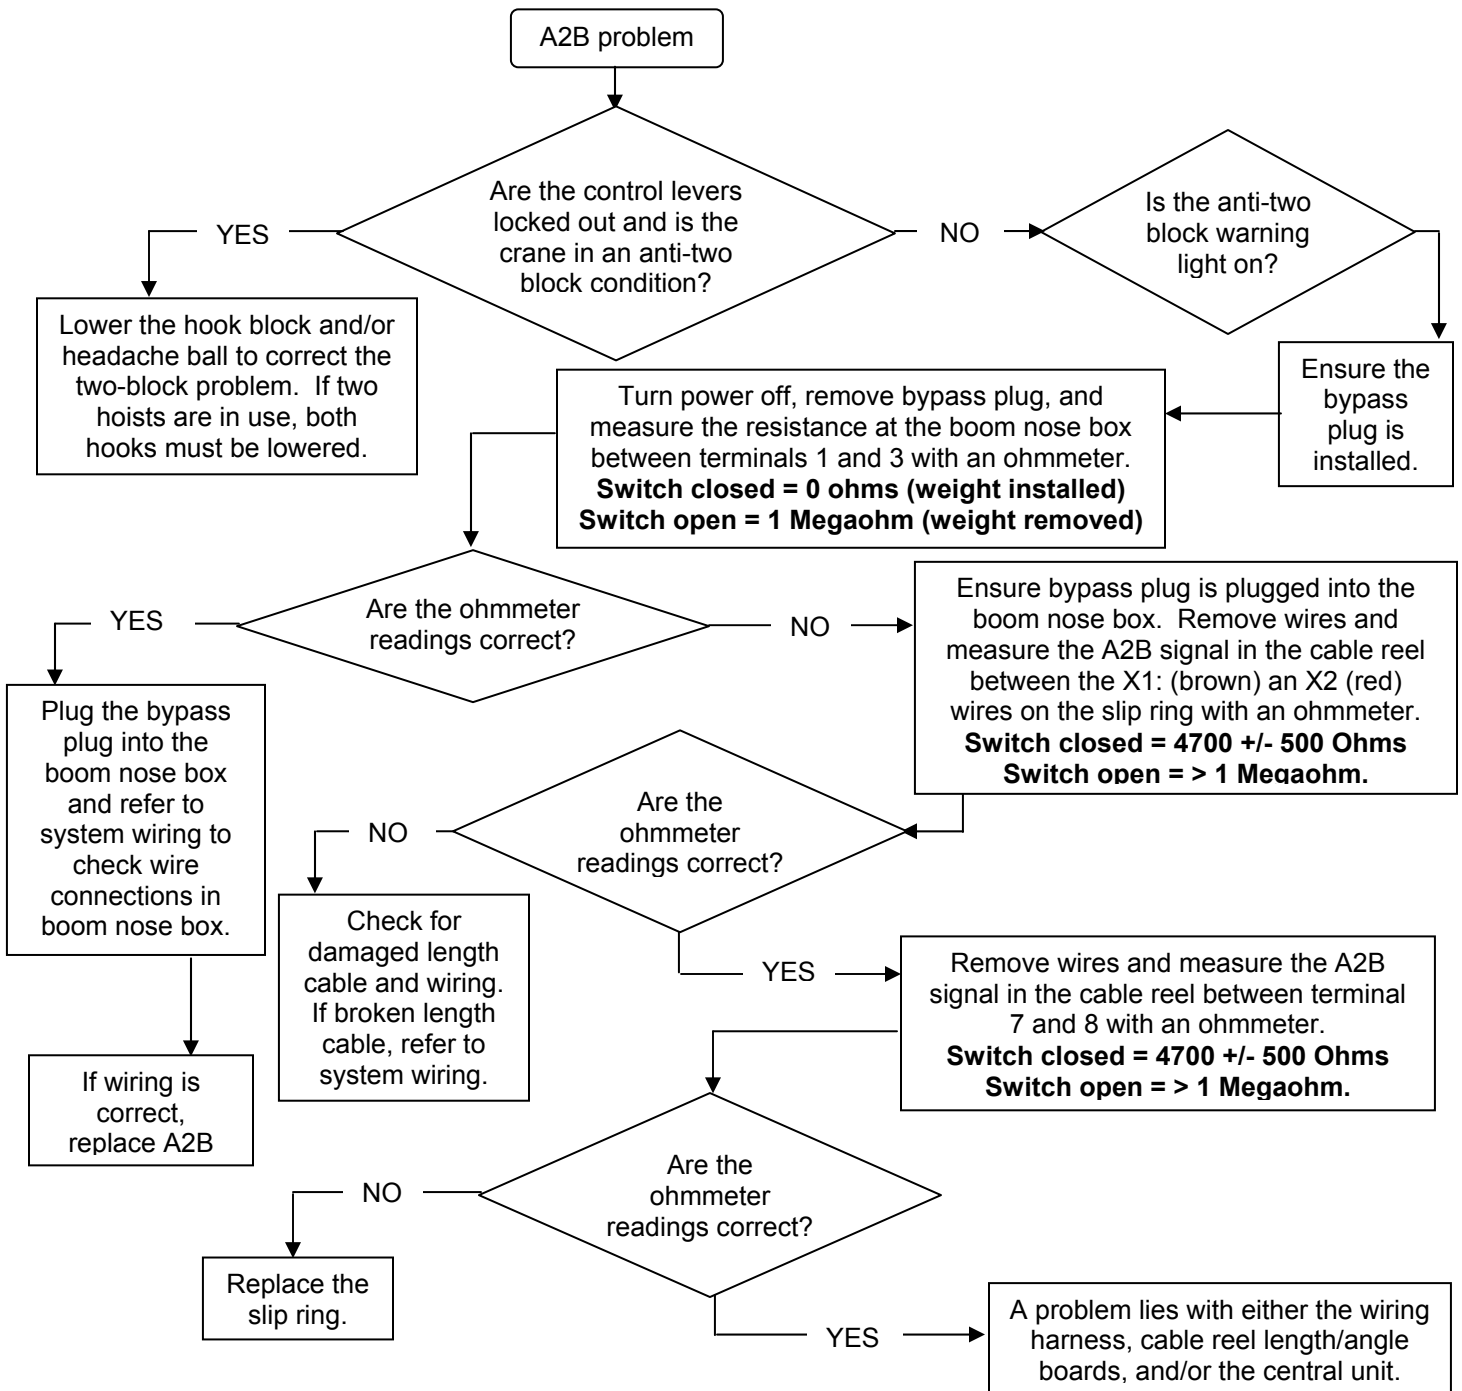 A2B problem
Are the control levers
locked out and is the
crane in an anti-two
block condition?
YES
NO
Is the anti-two
block warning
light on?
Lower the hook block and/or
headache ball to correct the
two-block problem.  If two
hoists are in use, both
hooks must be lowered.
Ensure the
bypass
plug is
installed.
Turn power off, remove bypass plug, and
measure the resistance at the boom nose box
between terminals 1 and 3 with an ohmmeter.
Switch closed = 0 ohms (weight installed)
Switch open = 1 Megaohm (weight removed)
Are the ohmmeter
readings correct?
YES
NO
Ensure bypass plug is plugged into the
boom nose box.  Remove wires and
measure the A2B signal in the cable reel
between the X1: (brown) an X2 (red)
wires on the slip ring with an ohmmeter.
Switch closed = 4700 +/- 500 Ohms
Switch open = > 1 Megaohm.
Plug the bypass
plug into the
boom nose box
and refer to
system wiring to
check wire
connections in
boom nose box.
If wiring is
correct,
replace A2B
Are the
ohmmeter
readings correct?
NO
YES
Check for
damaged length
cable and wiring.
If broken length
cable, refer to
system wiring.
Remove wires and measure the A2B
signal in the cable reel between terminal
7 and 8 with an ohmmeter.
Switch closed = 4700 +/- 500 Ohms
Switch open = > 1 Megaohm.
Are the
ohmmeter
readings correct?
NO
YES
Replace the
slip ring.
A problem lies with either the wiring
harness, cable reel length/angle
boards, and/or the central unit.